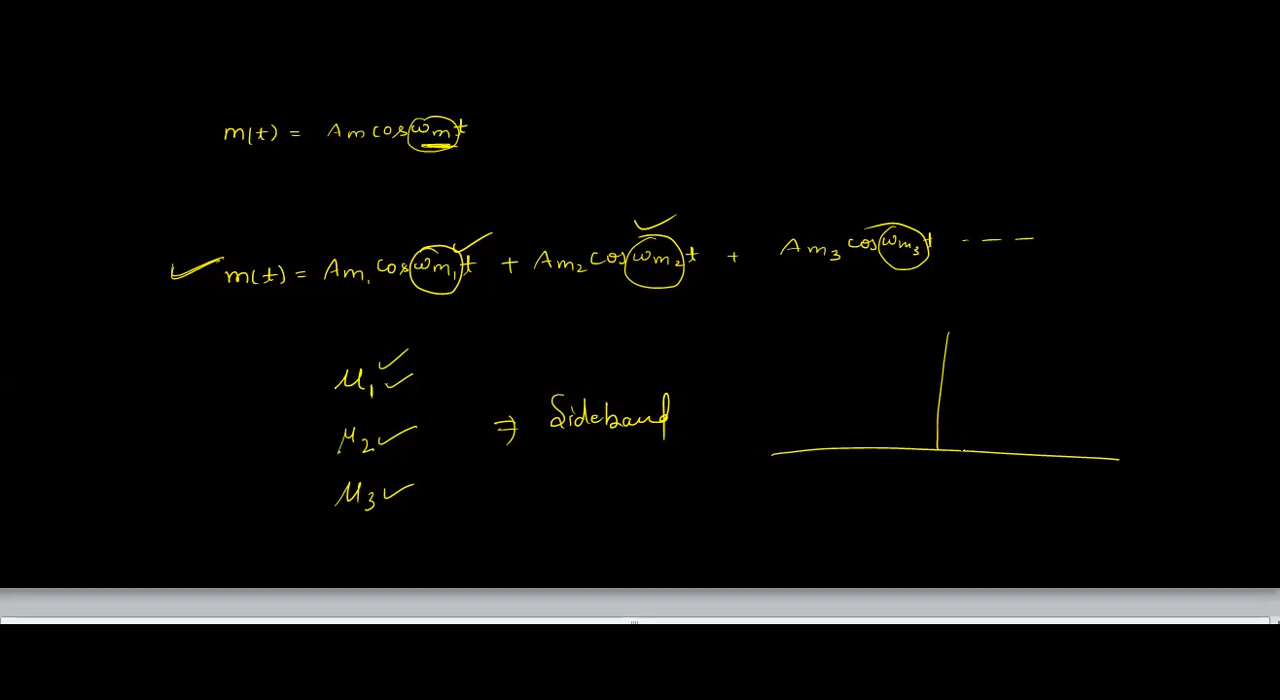 m(t) = Am cos ωm t
m(t) = Am₁ cos ωm₁ t + Am₂ cos ωm₂ t + Am₃ cos ωm₃ t ----
μ₁
μ₂ ⇒ Sideband
μ₃